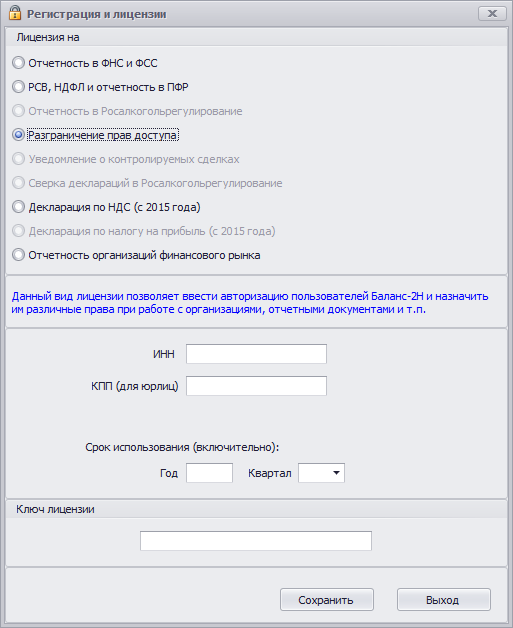 Регистрация и лицензии
Лицензия на
Отчетность в ФНС и ФСС
РСВ, НДФЛ и отчетность в ПФР
Отчетность в Росалкогольрегулирование
Разграничение прав доступа
Уведомление о контролируемых сделках
Сверка деклараций в Росалкогольрегулирование
Декларация по НДС (с 2015 года)
Декларация по налогу на прибыль (с 2015 года)
Отчетность организаций финансового рынка
Данный вид лицензии позволяет ввести авторизацию пользователей Баланс-2Н и назначить
им различные права при работе с организациями, отчетными документами и т.п.
ИНН
КПП (для юрлиц)
Срок использования (включительно):
Год Квартал
Ключ лицензии
Сохранить Выход